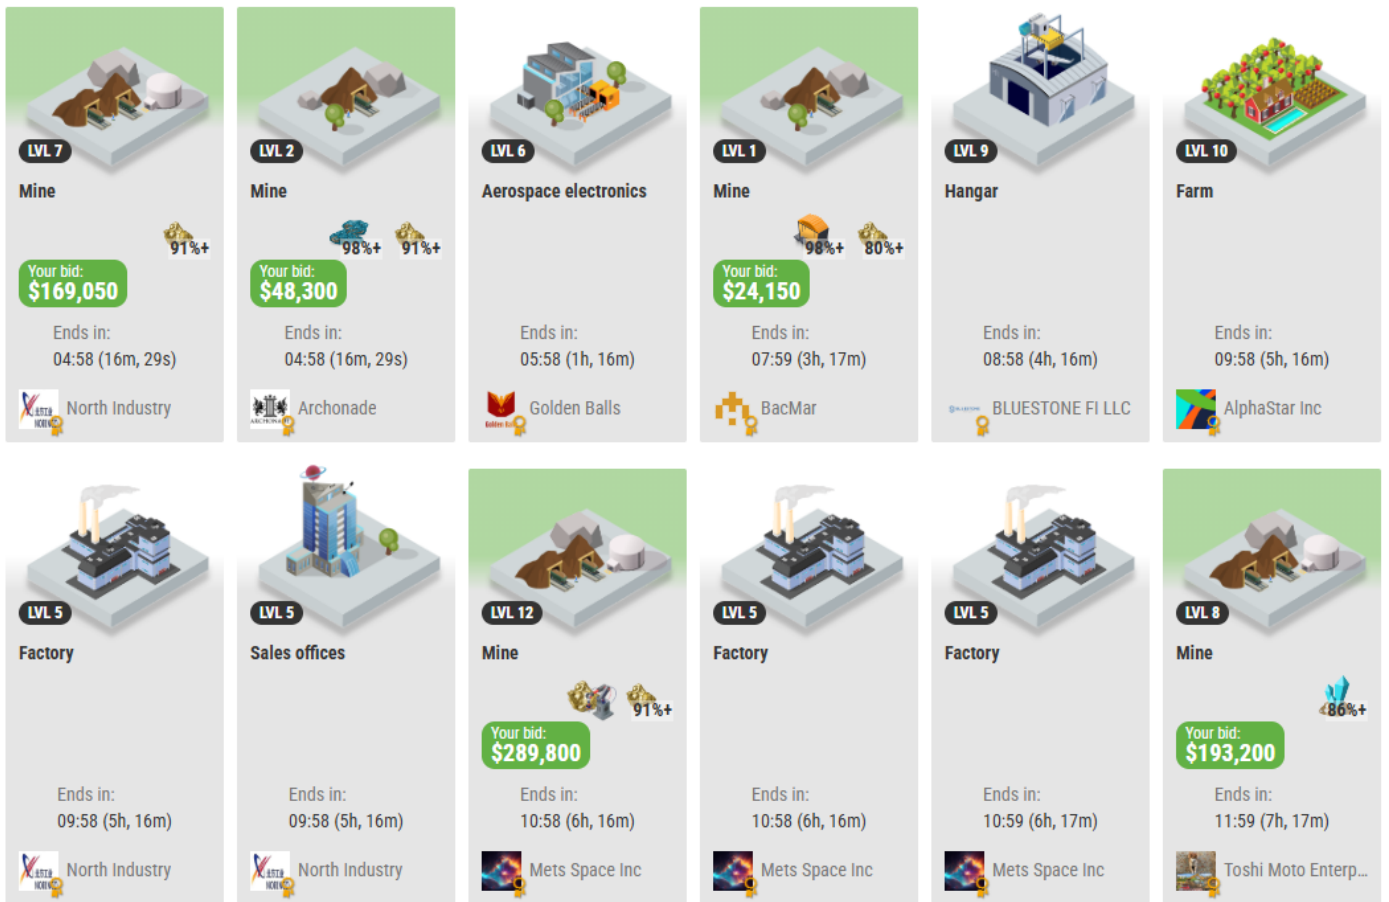 LVL 7
Mine
91%+
Your bid:
$169,050
Ends in:
04:58 (16m, 29s)
North Industry
LVL 2
Mine
98%+ 91%+
Your bid:
$48,300
Ends in:
04:58 (16m, 29s)
ARCHONADE
Archonade
LVL 6
Aerospace electronics
Ends in:
05:58 (1h, 16m)
Golden Balls
LVL 1
Mine
98%+ 80%+
Your bid:
$24,150
Ends in:
07:59 (3h, 17m)
BacMar
LVL 9
Hangar
Ends in:
08:58 (4h, 16m)
BLUESTONE FI LLC
LVL 10
Farm
Ends in:
09:58 (5h, 16m)
AlphaStar Inc
LVL 5
Factory
Ends in:
09:58 (5h, 16m)
North Industry
LVL 5
Sales offices
Ends in:
09:58 (5h, 16m)
North Industry
LVL 12
Mine
91%+
Your bid:
$289,800
Ends in:
10:58 (6h, 16m)
Mets Space Inc
LVL 5
Factory
Ends in:
10:58 (6h, 16m)
Mets Space Inc
LVL 5
Factory
Ends in:
10:59 (6h, 17m)
Mets Space Inc
LVL 8
Mine
86%+
Your bid:
$193,200
Ends in:
11:59 (7h, 17m)
Toshi Moto Enterp...